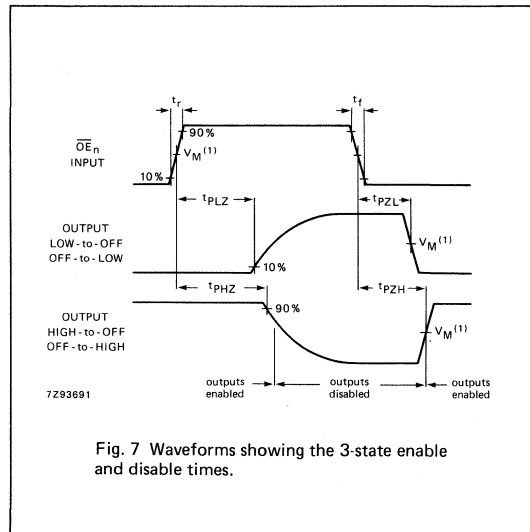 tr
tf
90%
OEn
INPUT
VM(1)
10%
tPLZ
tPZL
OUTPUT
LOW-to-OFF
OFF-to-LOW
VM(1)
10%
tPHZ
tPZH
OUTPUT
HIGH-to-OFF
OFF-to-HIGH
90%
VM(1)
outputs
enabled
outputs
disabled
outputs
enabled
7Z93691
Fig. 7 Waveforms showing the 3-state enable
and disable times.